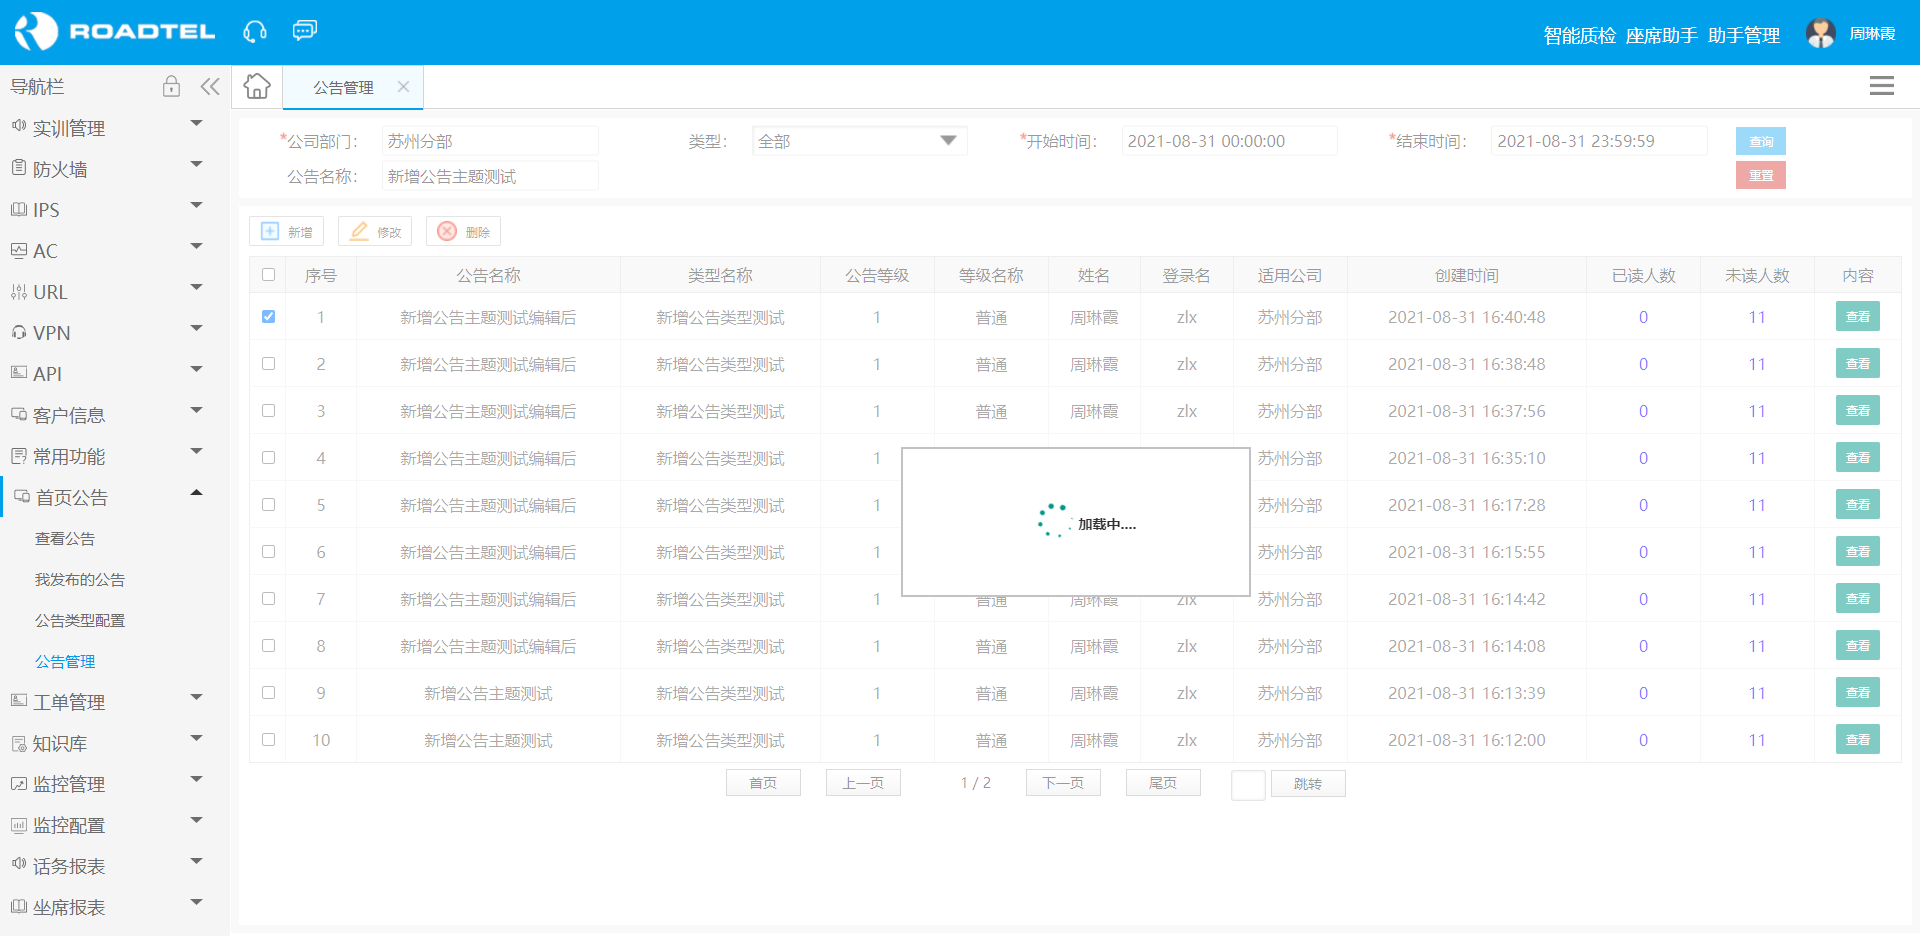 ROADTEL
智能质检 座席助手 助手管理 周琳霞
导航栏
公告管理
实训管理
防火墙
IPS
AC
URL
VPN
API
客户信息
常用功能
首页公告
查看公告
我发布的公告
公告类型配置
公告管理
工单管理
知识库
监控管理
监控配置
话务报表
坐席报表
*公司部门： 苏州分部 类型： 全部 *开始时间： 2021-08-31 00:00:00 *结束时间： 2021-08-31 23:59:59 查询
公告名称： 新增公告主题测试 重置
新增 修改 删除
序号 公告名称 类型名称 公告等级 等级名称 姓名 登录名 适用公司 创建时间 已读人数 未读人数 内容
1 新增公告主题测试编辑后 新增公告类型测试 1 普通 周琳霞 zlx 苏州分部 2021-08-31 16:40:48 0 11 查看
2 新增公告主题测试编辑后 新增公告类型测试 1 普通 周琳霞 zlx 苏州分部 2021-08-31 16:38:48 0 11 查看
3 新增公告主题测试编辑后 新增公告类型测试 1 普通 周琳霞 zlx 苏州分部 2021-08-31 16:37:56 0 11 查看
4 新增公告主题测试编辑后 新增公告类型测试 1 苏州分部 2021-08-31 16:35:10 0 11 查看
5 新增公告主题测试编辑后 新增公告类型测试 1 苏州分部 2021-08-31 16:17:28 0 11 查看
加载中....
6 新增公告主题测试编辑后 新增公告类型测试 1 苏州分部 2021-08-31 16:15:55 0 11 查看
7 新增公告主题测试编辑后 新增公告类型测试 1 普通 周琳霞 zlx 苏州分部 2021-08-31 16:14:42 0 11 查看
8 新增公告主题测试编辑后 新增公告类型测试 1 普通 周琳霞 zlx 苏州分部 2021-08-31 16:14:08 0 11 查看
9 新增公告主题测试 新增公告类型测试 1 普通 周琳霞 zlx 苏州分部 2021-08-31 16:13:39 0 11 查看
10 新增公告主题测试 新增公告类型测试 1 普通 周琳霞 zlx 苏州分部 2021-08-31 16:12:00 0 11 查看
首页 上一页 1 / 2 下一页 尾页 跳转